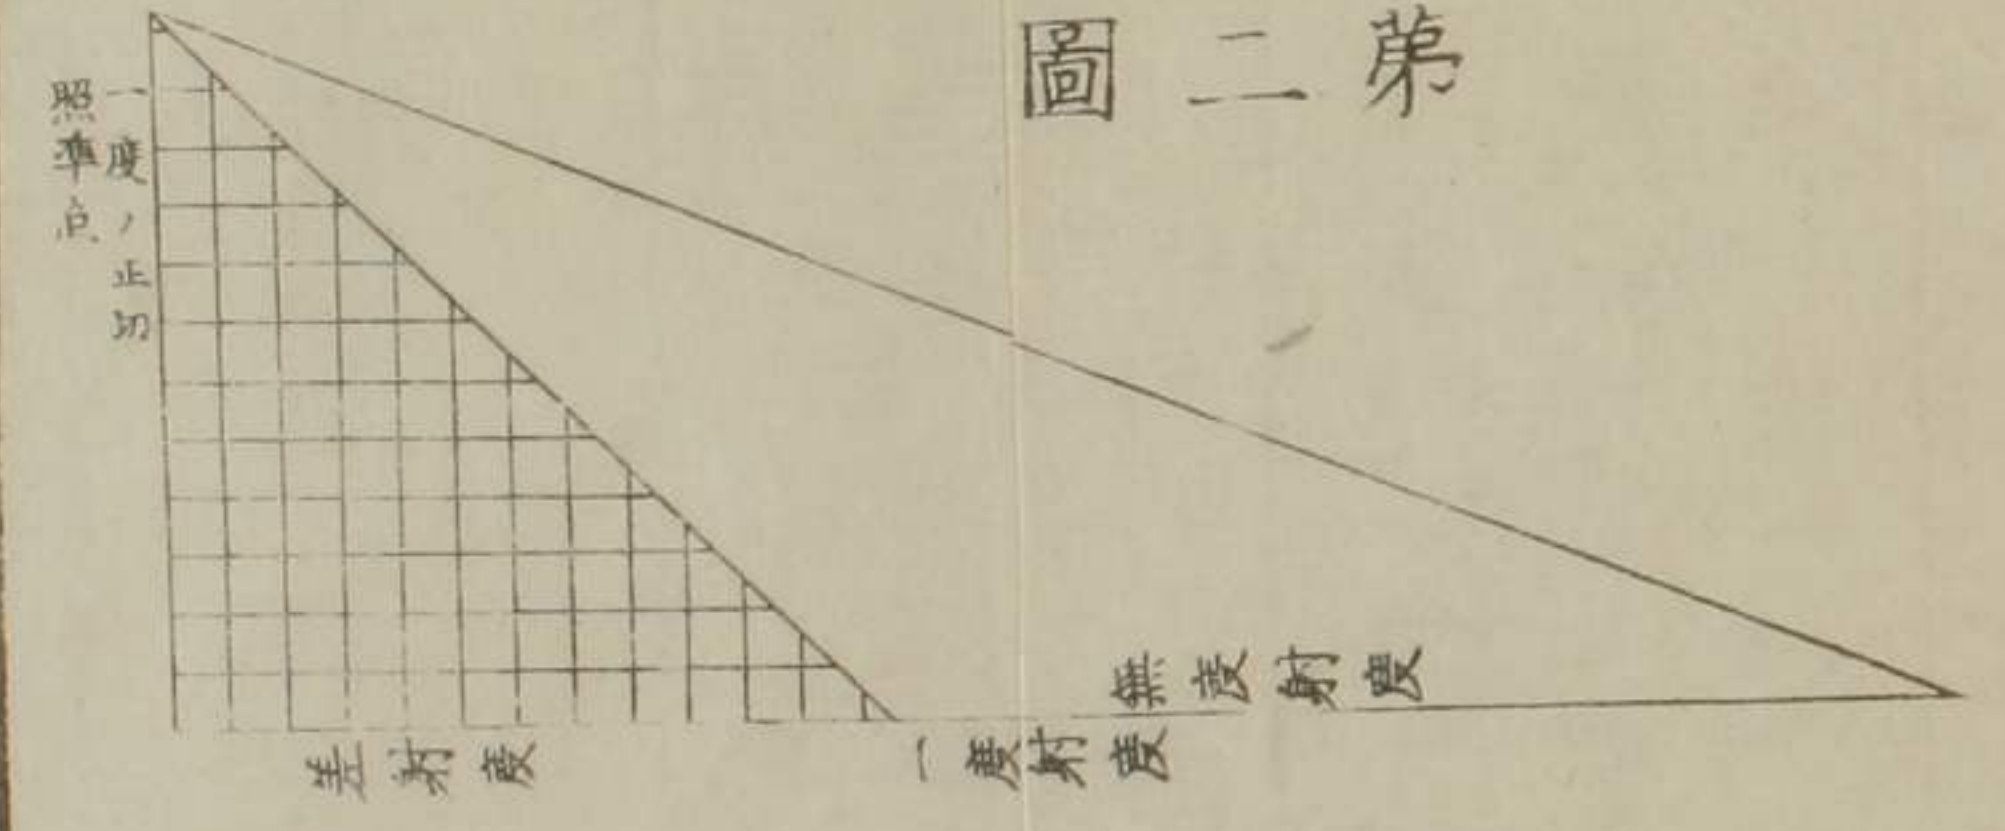 第二圖
一度ノ正切
照準点
無度射度
一度射度
差射度